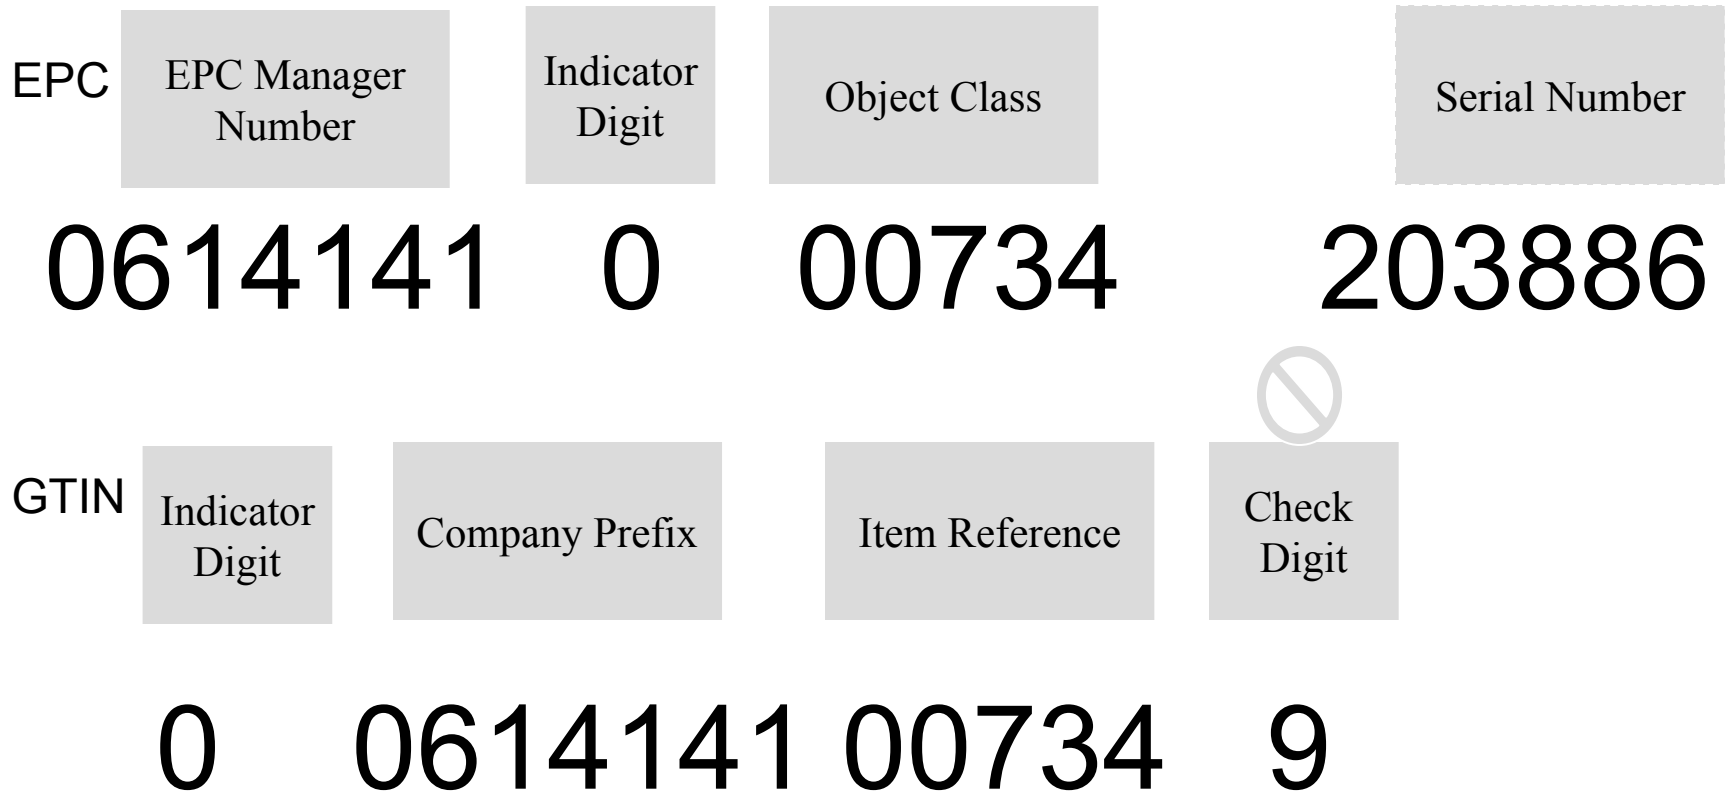 EPC
EPC Manager
Number
Indicator
Digit
Object Class
Serial Number
0614141 0 00734 203886
GTIN
Indicator
Digit
Company Prefix
Item Reference
Check
Digit
0 0614141 00734 9